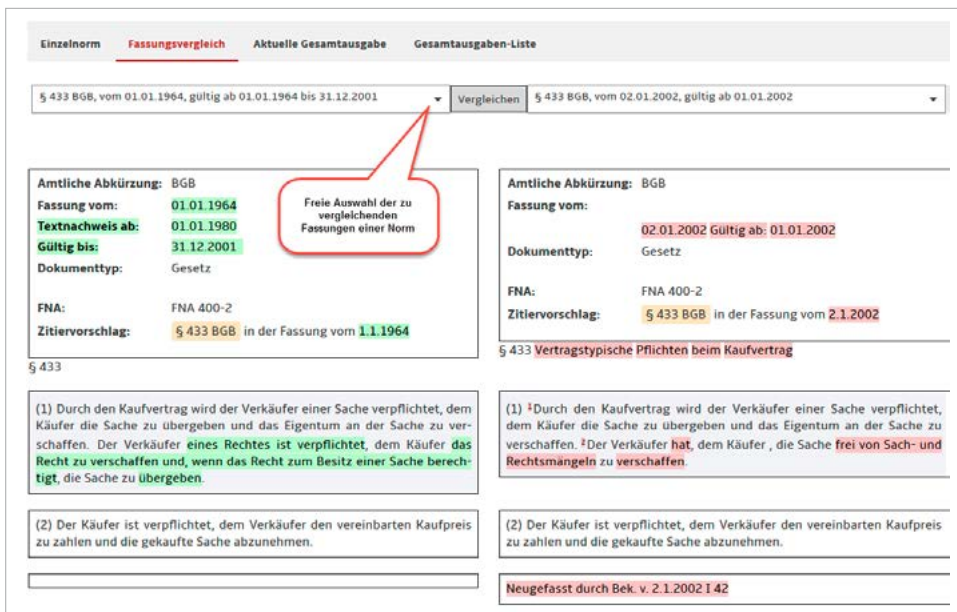 Einzelnorm Fassungsvergleich Aktuelle Gesamtausgabe Gesamtausgaben-Liste
§ 433 BGB, vom 01.01.1964, gültig ab 01.01.1964 bis 31.12.2001 Vergleichen § 433 BGB, vom 02.01.2002, gültig ab 01.01.2002
Freie Auswahl der zu
vergleichenden
Fassungen einer Norm
Amtliche Abkürzung: BGB
Fassung vom: 01.01.1964
Textnachweis ab: 01.01.1980
Gültig bis: 31.12.2001
Dokumenttyp: Gesetz
FNA: FNA 400-2
Zitiervorschlag: § 433 BGB in der Fassung vom 1.1.1964
§ 433
(1) Durch den Kaufvertrag wird der Verkäufer einer Sache verpflichtet, dem
Käufer die Sache zu übergeben und das Eigentum an der Sache zu ver-
schaffen. Der Verkäufer eines Rechtes ist verpflichtet, dem Käufer das
Recht zu verschaffen und, wenn das Recht zum Besitz einer Sache berech-
tigt, die Sache zu übergeben.
(2) Der Käufer ist verpflichtet, dem Verkäufer den vereinbarten Kaufpreis
zu zahlen und die gekaufte Sache abzunehmen.
Amtliche Abkürzung: BGB
Fassung vom:
02.01.2002 Gültig ab: 01.01.2002
Dokumenttyp: Gesetz
FNA: FNA 400-2
Zitiervorschlag: § 433 BGB in der Fassung vom 2.1.2002
§ 433 Vertragstypische Pflichten beim Kaufvertrag
(1) ¹Durch den Kaufvertrag wird der Verkäufer einer Sache verpflichtet,
dem Käufer die Sache zu übergeben und das Eigentum an der Sache zu
verschaffen. ²Der Verkäufer hat, dem Käufer , die Sache frei von Sach- und
Rechtsmängeln zu verschaffen.
(2) Der Käufer ist verpflichtet, dem Verkäufer den vereinbarten Kaufpreis
zu zahlen und die gekaufte Sache abzunehmen.
Neugefasst durch Bek. v. 2.1.2002 I 42